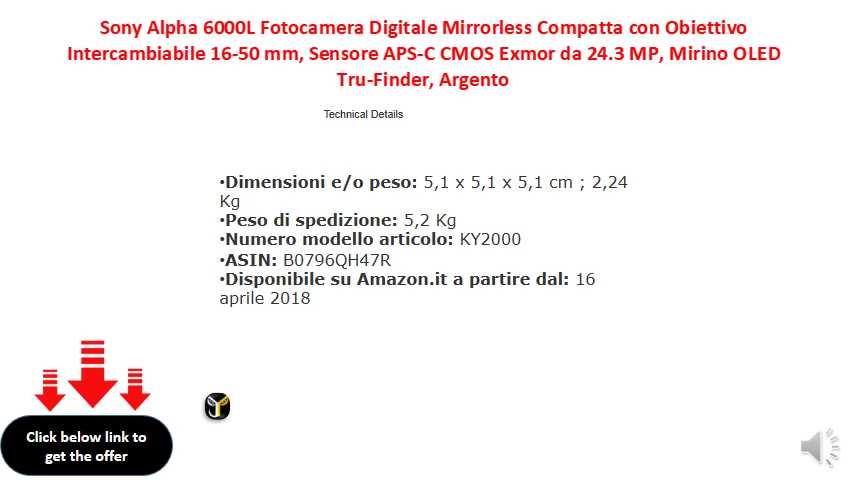 Sony Alpha 6000L Fotocamera Digitale Mirrorless Compatta con Obiettivo
Intercambiabile 16-50 mm, Sensore APS-C CMOS Exmor da 24.3 MP, Mirino OLED
Tru-Finder, Argento
Technical Details
•Dimensioni e/o peso: 5,1 x 5,1 x 5,1 cm ; 2,24
Kg
•Peso di spedizione: 5,2 Kg
•Numero modello articolo: KY2000
•ASIN: B0796QH47R
•Disponibile su Amazon.it a partire dal: 16
aprile 2018
Click below link to
get the offer